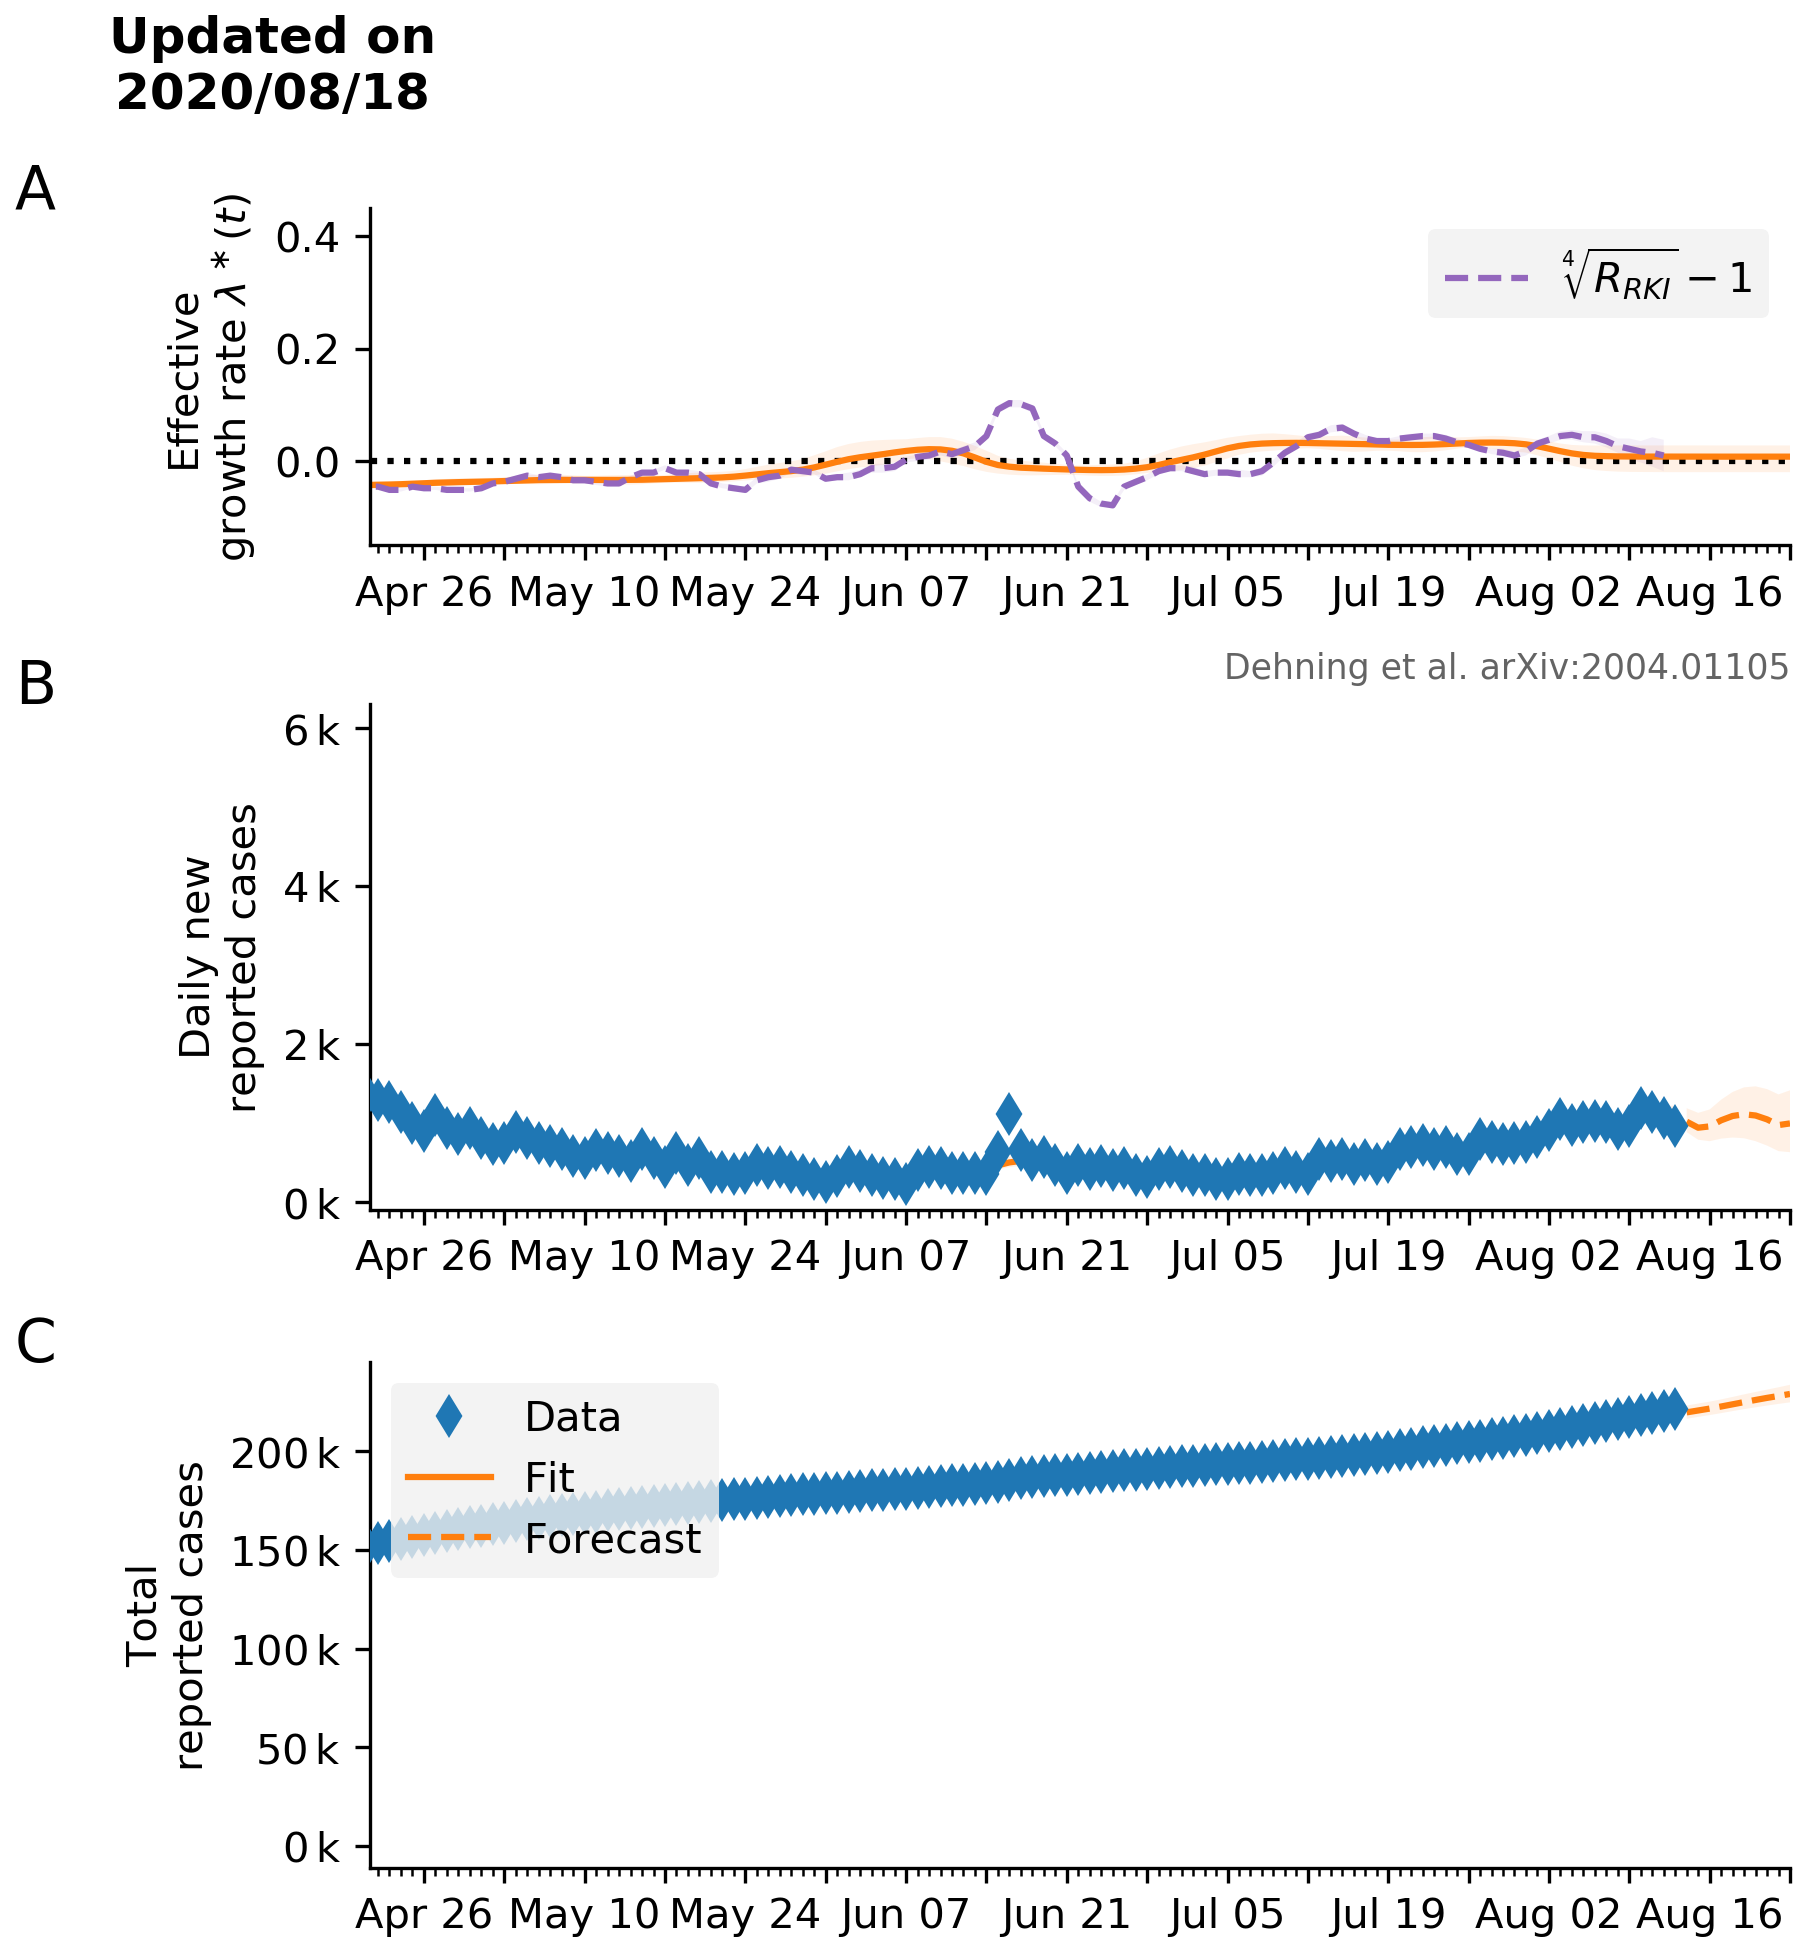 Updated on
2020/08/18
A
Effective
growth rate λ * (t)
0.4
0.2
0.0
∜R_RKI − 1
Apr 26 May 10 May 24 Jun 07 Jun 21 Jul 05 Jul 19 Aug 02 Aug 16
Dehning et al. arXiv:2004.01105
B
Daily new
reported cases
6 k
4 k
2 k
0 k
Apr 26 May 10 May 24 Jun 07 Jun 21 Jul 05 Jul 19 Aug 02 Aug 16
C
Total
reported cases
200 k
150 k
100 k
50 k
0 k
Data
Fit
Forecast
Apr 26 May 10 May 24 Jun 07 Jun 21 Jul 05 Jul 19 Aug 02 Aug 16